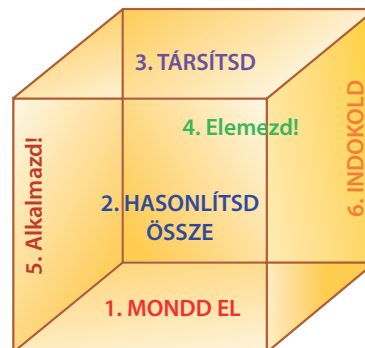 3. TÁRSÍTSD
4. Elemezd!
5. Alkalmazd!
2. HASONLÍTSD
ÖSSZE
6. INDOKOLD
1. MONDD EL